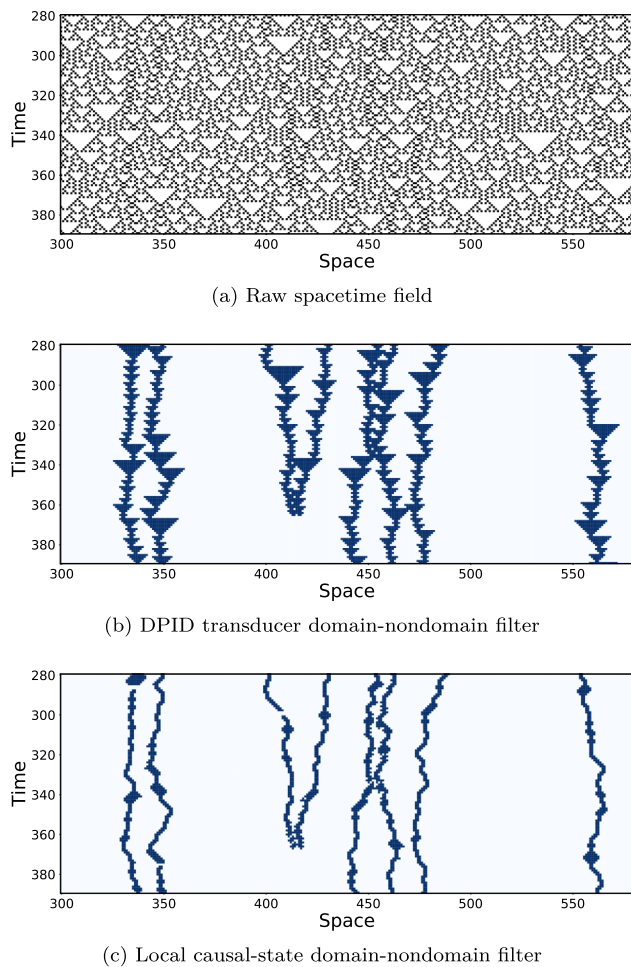 280
300
320
340
360
380
Time
300 350 400 450 500 550
Space
(a) Raw spacetime field
280
300
320
340
360
380
Time
300 350 400 450 500 550
Space
(b) DPID transducer domain-nondomain filter
280
300
320
340
360
380
Time
300 350 400 450 500 550
Space
(c) Local causal-state domain-nondomain filter